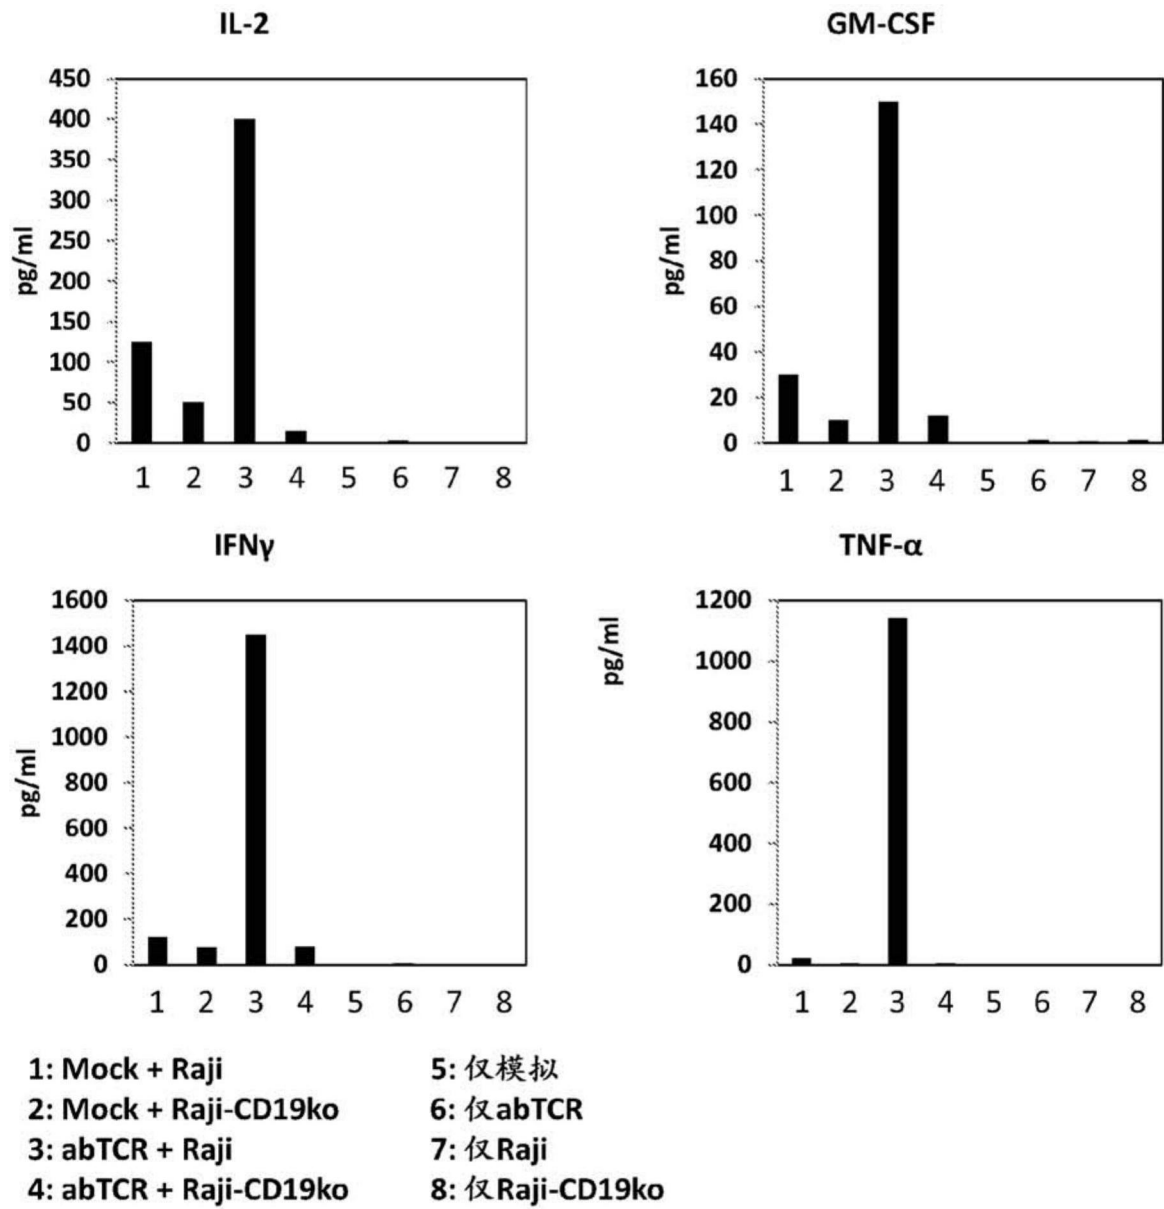 IL-2
GM-CSF
450
400
350
300
250
200
150
100
50
0
pg/ml
1 2 3 4 5 6 7 8
160
140
120
100
80
60
40
20
0
pg/ml
1 2 3 4 5 6 7 8
IFNγ
TNF-α
1600
1400
1200
1000
800
600
400
200
0
pg/ml
1 2 3 4 5 6 7 8
1200
1000
800
600
400
200
0
pg/ml
1 2 3 4 5 6 7 8
1: Mock + Raji
2: Mock + Raji-CD19ko
3: abTCR + Raji
4: abTCR + Raji-CD19ko
5: 仅模拟
6: 仅abTCR
7: 仅Raji
8: 仅Raji-CD19ko